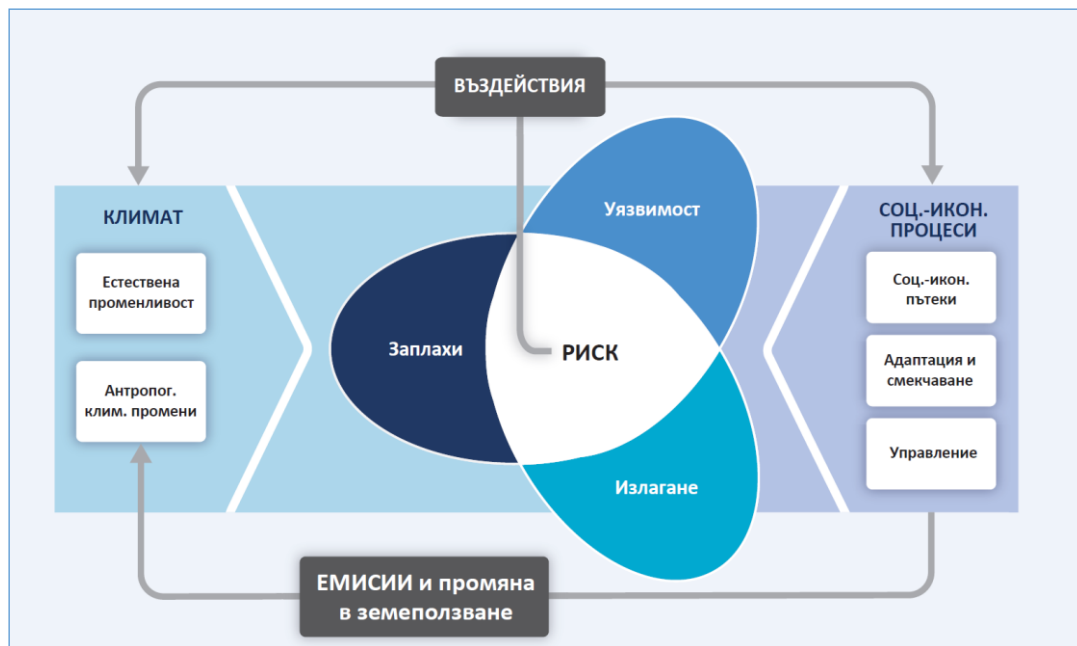 ВЪЗДЕЙСТВИЯ
КЛИМАТ
Естествена
променливост
Антропог.
клим. промени
Заплахи
Уязвимост
РИСК
Излагане
СОЦ.-ИКОН.
ПРОЦЕСИ
Соц.-икон.
пътеки
Адаптация и
смекчаване
Управление
ЕМИСИИ и промяна
в земеползване